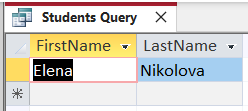 Students Query
FirstName LastName
Elena Nikolova